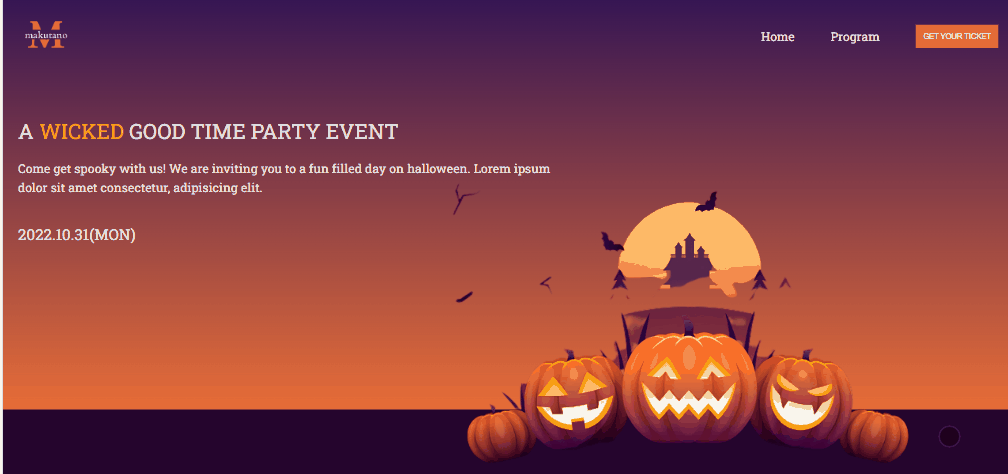 M
makutano
Home
Program
GET YOUR TICKET
A WICKED GOOD TIME PARTY EVENT
Come get spooky with us! We are inviting you to a fun filled day on halloween. Lorem ipsum
dolor sit amet consectetur, adipisicing elit.
2022.10.31(MON)